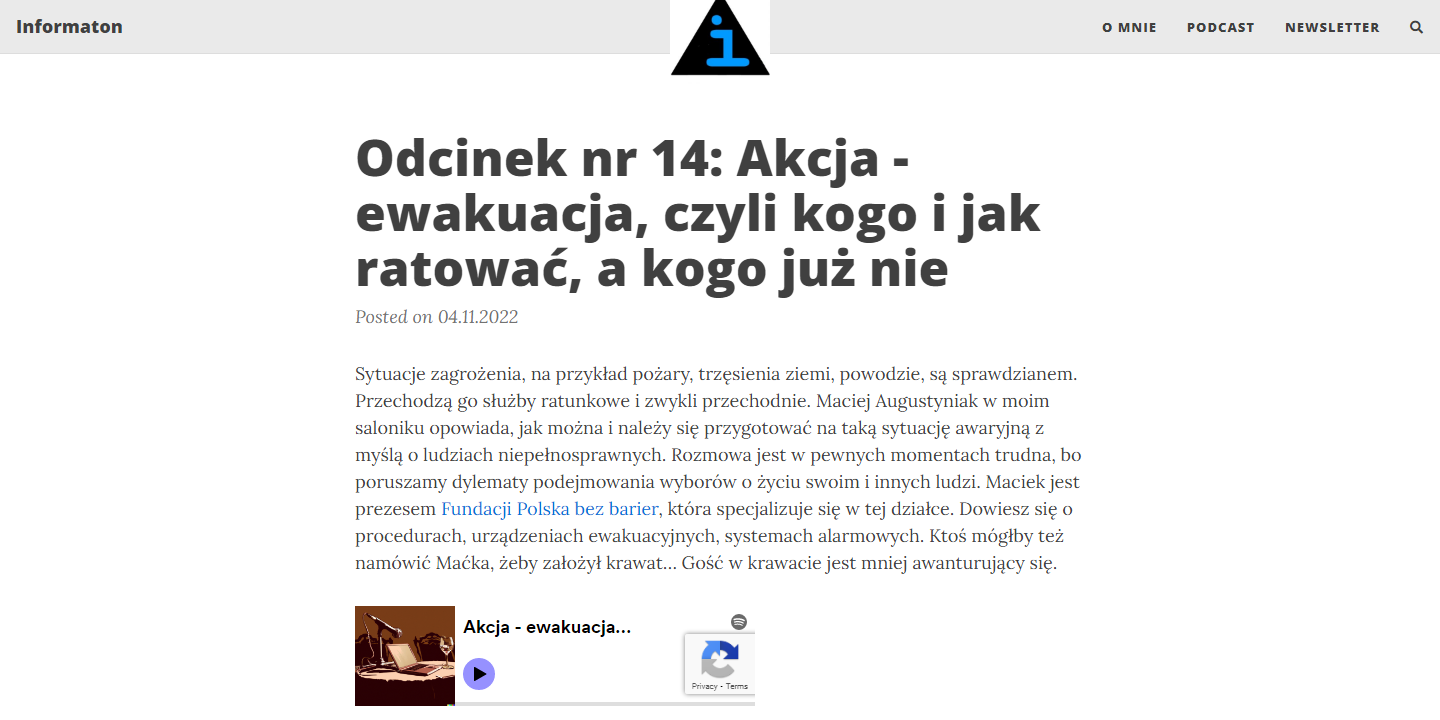 Informaton
i
O MNIE
PODCAST
NEWSLETTER
Odcinek nr 14: Akcja -
ewakuacja, czyli kogo i jak
ratować, a kogo już nie
Posted on 04.11.2022
Sytuacje zagrożenia, na przykład pożary, trzęsienia ziemi, powodzie, są sprawdzianem.
Przechodzą go służby ratunkowe i zwykli przechodnie. Maciej Augustyniak w moim
saloniku opowiada, jak można i należy się przygotować na taką sytuację awaryjną z
myślą o ludziach niepełnosprawnych. Rozmowa jest w pewnych momentach trudna, bo
poruszamy dylematy podejmowania wyborów o życiu swoim i innych ludzi. Maciek jest
prezesem Fundacji Polska bez barier, która specjalizuje się w tej działce. Dowiesz się o
procedurach, urządzeniach ewakuacyjnych, systemach alarmowych. Ktoś mógłby też
namówić Maćka, żeby założył krawat... Gość w krawacie jest mniej awanturujący się.
Akcja - ewakuacja...
Privacy - Terms